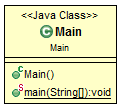 <<Java Class>>
Main
Main
Main()
main(String[]):void